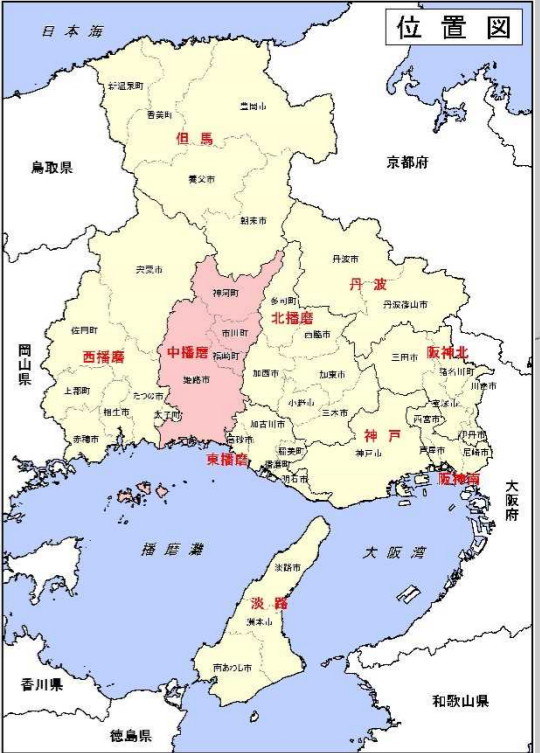 位置図
日本海
新温泉町
香美町
豊岡市
但馬
鳥取県
京都府
養父市
朝来市
宍粟市
神河町
丹波市
丹波
多可町
北播磨
丹波篠山市
佐用町
市川町
西脇市
西播磨
中播磨
福崎町
三田市
阪神北
猪名川町
岡山県
姫路市
加西市
加東市
川西市
上郡町
たつの市
宝塚市
相生市
太子町
小野市
三木市
西宮市
伊丹市
赤穂市
加古川市
神戸
神戸市
芦屋市
尼崎市
高砂市
稲美町
東播磨
播磨町
明石市
阪神南
大阪府
播磨灘
大阪湾
淡路市
淡路
洲本市
南あわじ市
香川県
徳島県
和歌山県